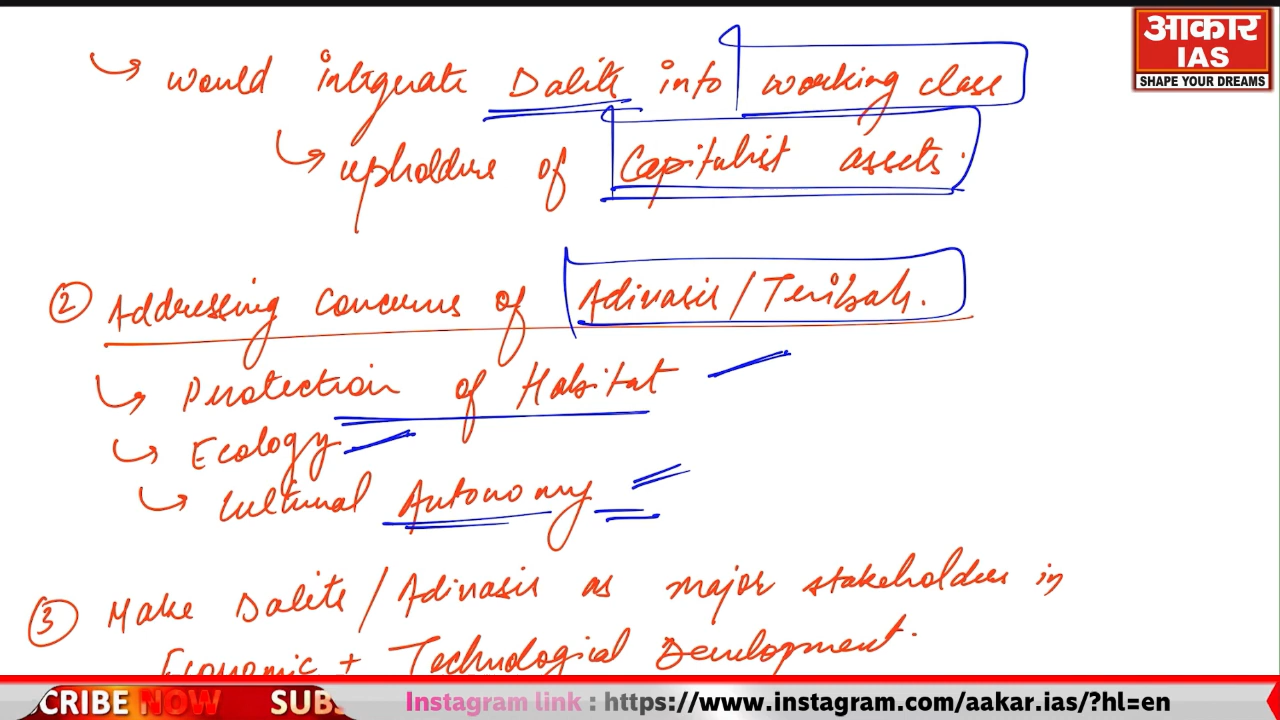 आकार
IAS
SHAPE YOUR DREAMS
↳ would integrate Dalits into working class
↳ upholders of Capitalist assets.
② Addressing concerns of Adivasis/Tribals.
↳ Protection of Habitat
↳ Ecology
↳ Cultural Autonomy
③ Make Dalits/Adivasis as major stakeholders in
Economic + Technological Development.
CRIBE NOW SUBS Instagram link : https://www.instagram.com/aakar.ias/?hl=en